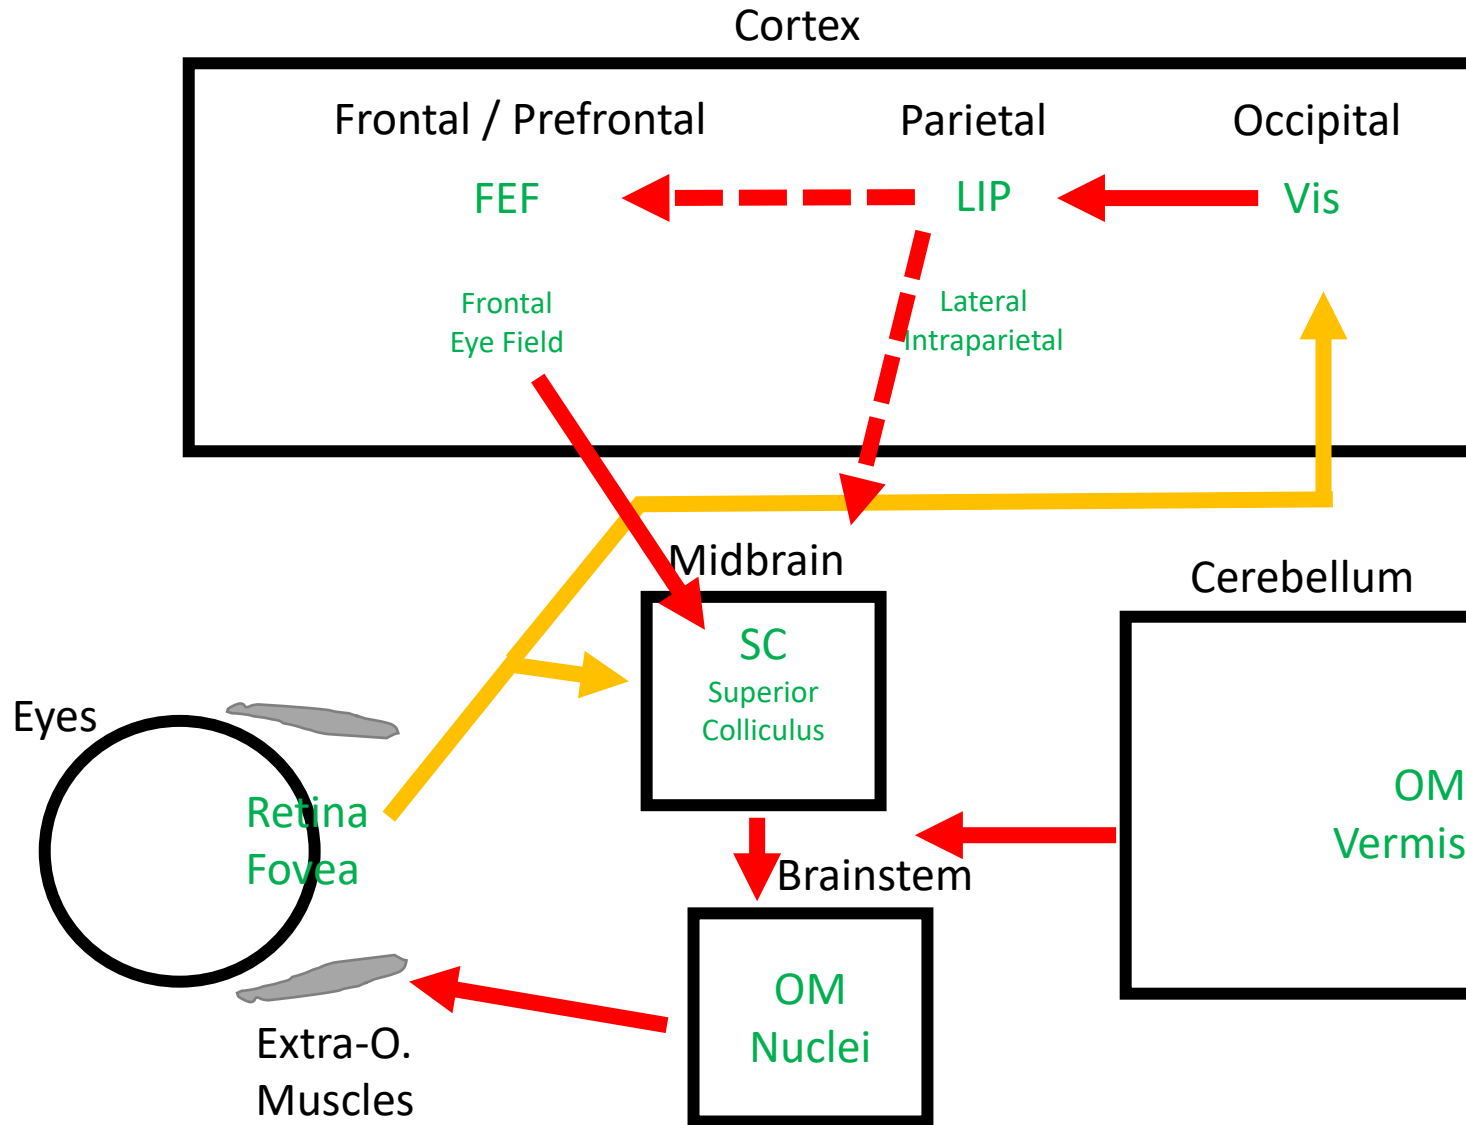 Cortex
Frontal / Prefrontal
Parietal
Occipital
FEF
LIP
Vis
Frontal
Eye Field
Lateral
Intraparietal
Midbrain
SC
Superior
Colliculus
Cerebellum
OM
Vermis
Eyes
Retina
Fovea
Brainstem
OM
Nuclei
Extra-O.
Muscles